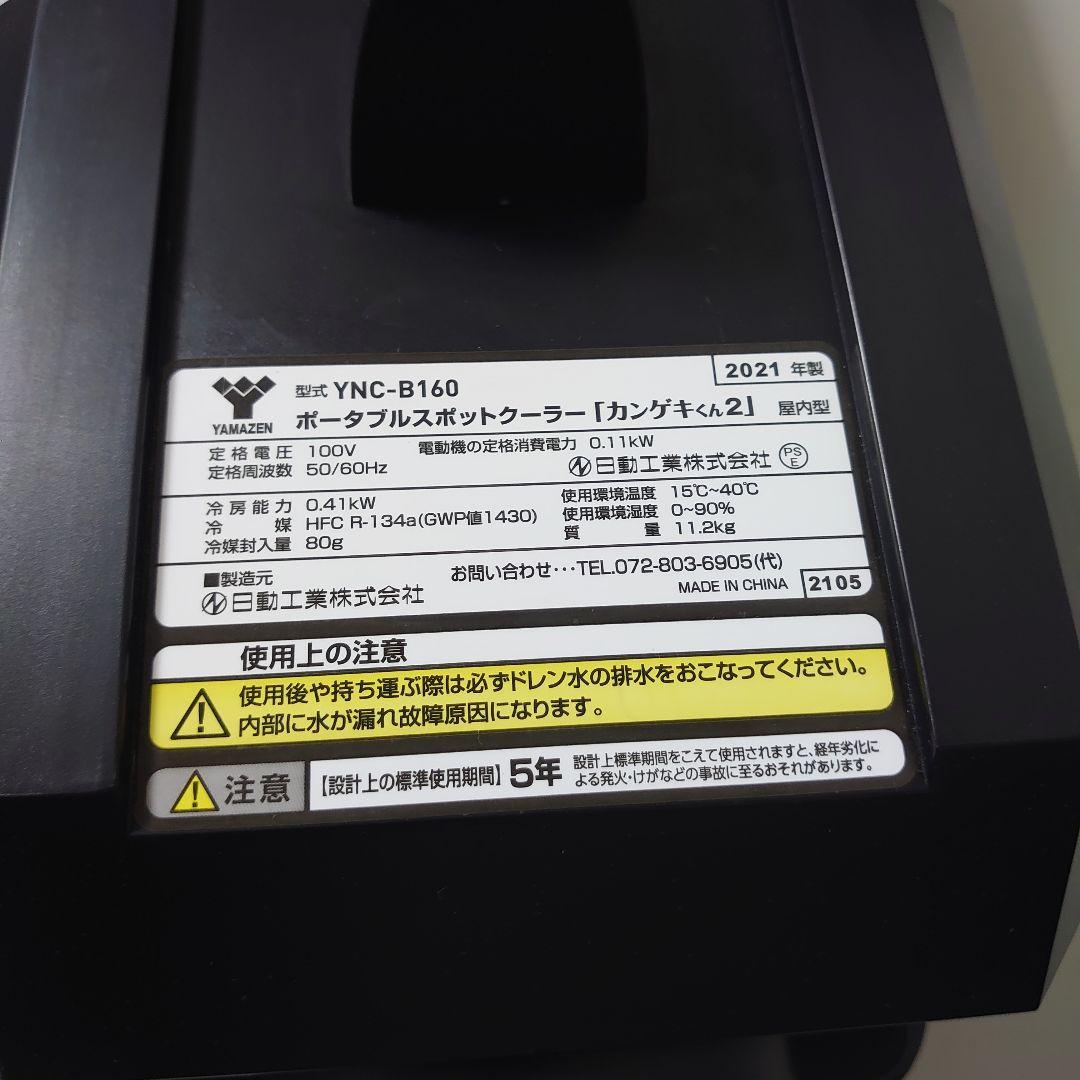 2021 年製
YAMAZEN
型式 YNC-B160
ポータブルスポットクーラー「カンゲキくん2」 屋内型
定格電圧 100V 電動機の定格消費電力 0.11kW
定格周波数 50/60Hz 日動工業株式会社 PSE
冷房能力 0.41kW 使用環境温度 15℃~40℃
冷媒 HFC R-134a(GWP値1430) 使用環境湿度 0~90%
冷媒封入量 80g 質量 11.2kg
■製造元 お問い合わせ・・・TEL.072-803-6905(代)
日動工業株式会社 MADE IN CHINA 2105
使用上の注意
使用後や持ち運ぶ際は必ずドレン水の排水をおこなってください。
内部に水が漏れ故障原因になります。
注意 【設計上の標準使用期間】 5年 設計上標準期間をこえて使用されますと、経年劣化に
よる発火・けがなどの事故に至るおそれがあります。